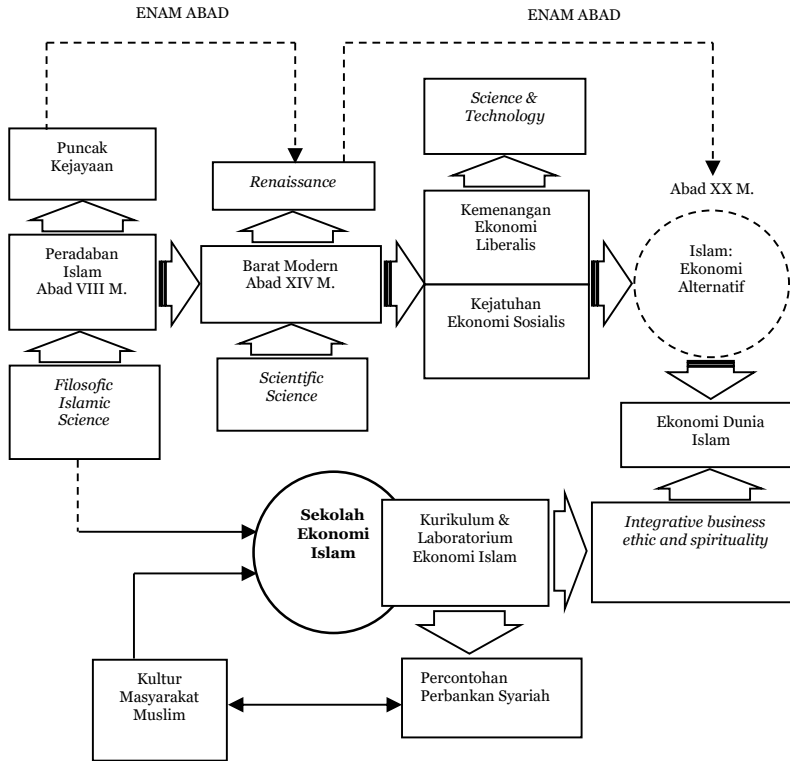 ENAM ABAD
ENAM ABAD
Science &
Technology
Puncak
Kejayaan
Renaissance
Abad XX M.
Peradaban
Islam
Abad VIII M.
Barat Modern
Abad XIV M.
Kemenangan
Ekonomi
Liberalis
Kejatuhan
Ekonomi Sosialis
Islam:
Ekonomi
Alternatif
Filosofic
Islamic
Science
Scientific
Science
Ekonomi Dunia
Islam
Sekolah
Ekonomi
Islam
Kurikulum &
Laboratorium
Ekonomi Islam
Integrative business
ethic and spirituality
Kultur
Masyarakat
Muslim
Percontohan
Perbankan Syariah